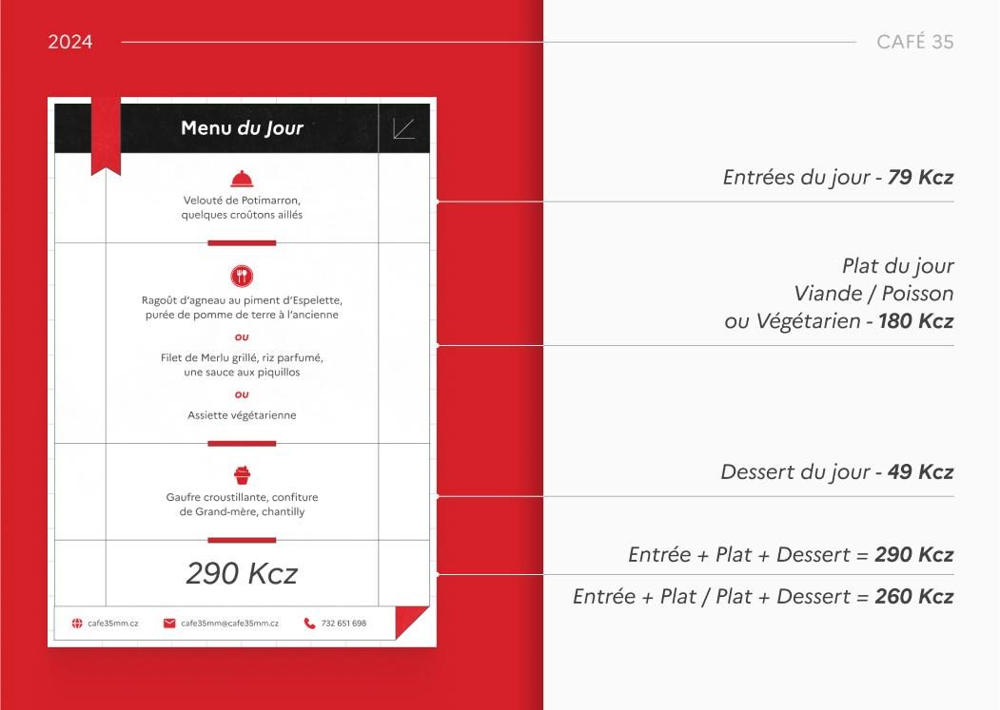 2024
CAFÉ 35
Menu du Jour
Velouté de Potimarron,
quelques croûtons aillés
Ragoût d'agneau au piment d'Espelette,
purée de pomme de terre à l'ancienne
ou
Filet de Merlu grillé, riz parfumé,
une sauce aux piquillos
ou
Assiette végétarienne
Gaufre croustillante, confiture
de Grand-mère, chantilly
290 Kcz
cafe35mm.cz
cafe35mm@cafe35mm.cz
732 651 698
Entrées du jour - 79 Kcz
Plat du jour
Viande / Poisson
ou Végétarien - 180 Kcz
Dessert du jour - 49 Kcz
Entrée + Plat + Dessert = 290 Kcz
Entrée + Plat / Plat + Dessert = 260 Kcz